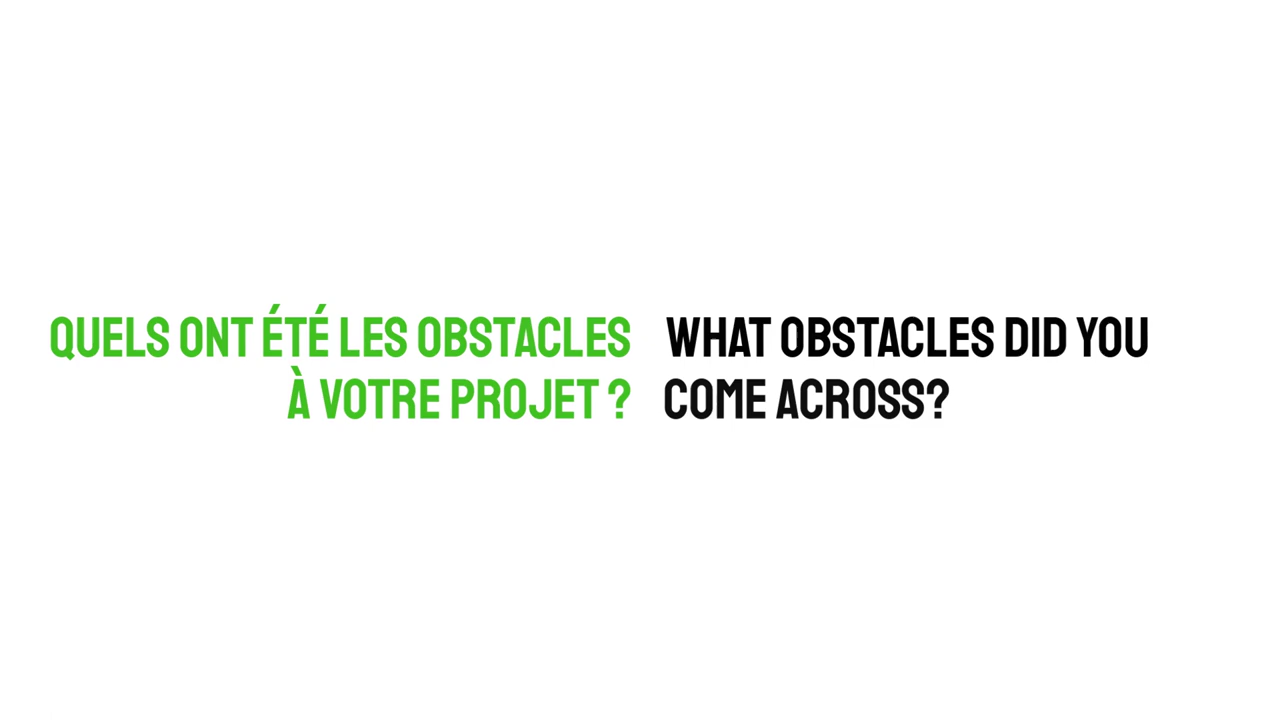 QUELS ONT ÉTÉ LES OBSTACLES
À VOTRE PROJET ?
WHAT OBSTACLES DID YOU
COME ACROSS?